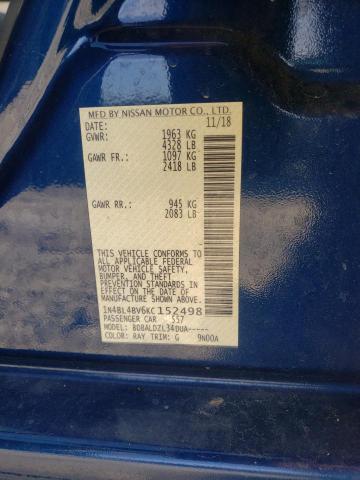 MFD BY NISSAN MOTOR CO., LTD.
DATE: 11/18
GVWR: 1963 KG
4328 LB
GAWR FR.: 1097 KG
2418 LB
GAWR RR.: 945 KG
2083 LB
THIS VEHICLE CONFORMS TO
ALL APPLICABLE FEDERAL
MOTOR VEHICLE SAFETY,
BUMPER, AND THEFT
PREVENTION STANDARDS IN
EFFECT ON THE DATE OF
MANUFACTURE SHOWN ABOVE.
1N4BL4BV6KC152498
PASSENGER CAR 557
MODEL: BDBALDZL34DUA-----
COLOR: RAY TRIM: G 9N00A